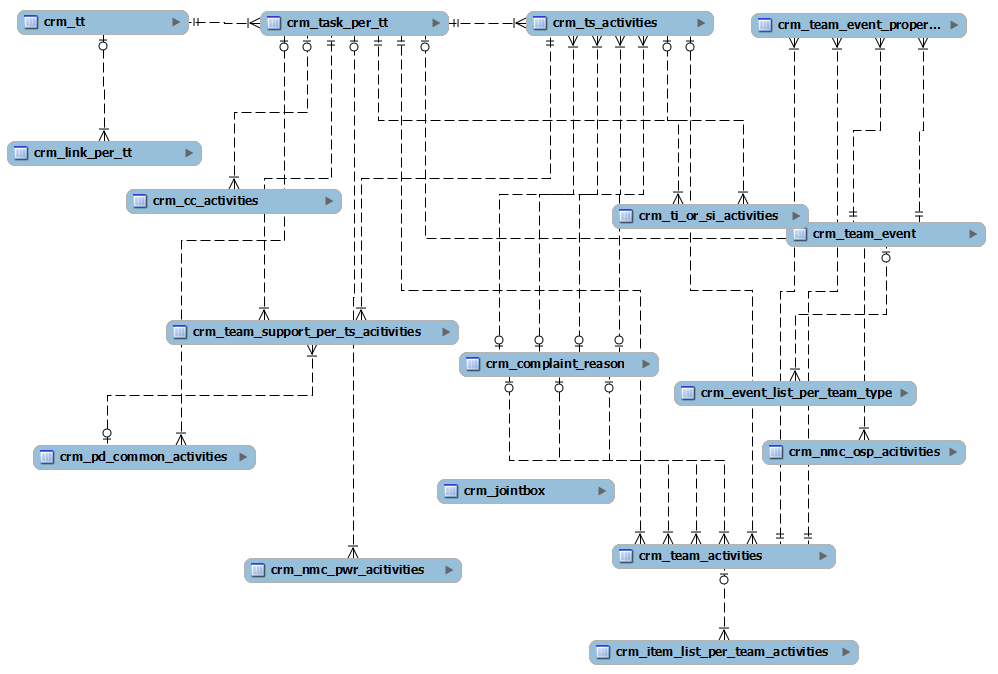 crm_tt
crm_task_per_tt
crm_ts_activities
crm_team_event_proper...
crm_link_per_tt
crm_cc_activities
crm_ti_or_si_activities
crm_team_event
crm_team_support_per_ts_acitivities
crm_complaint_reason
crm_event_list_per_team_type
crm_pd_common_activities
crm_nmc_osp_acitivities
crm_jointbox
crm_team_activities
crm_nmc_pwr_acitivities
crm_item_list_per_team_activities